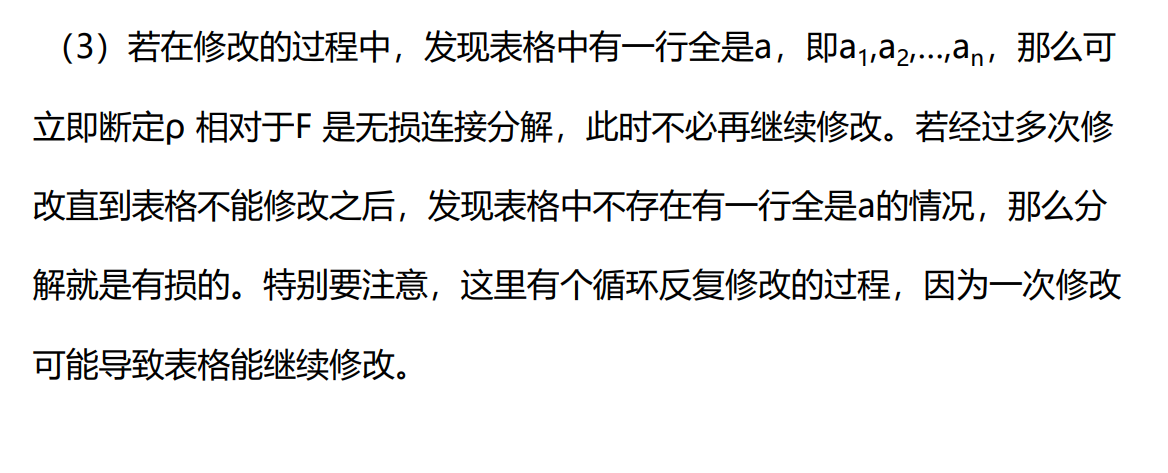 （3）若在修改的过程中，发现表格中有一行全是a，即a₁,a₂,…,aₙ，那么可
立即断定ρ 相对于F 是无损连接分解，此时不必再继续修改。若经过多次修
改直到表格不能修改之后，发现表格中不存在有一行全是a的情况，那么分
解就是有损的。特别要注意，这里有个循环反复修改的过程，因为一次修改
可能导致表格能继续修改。